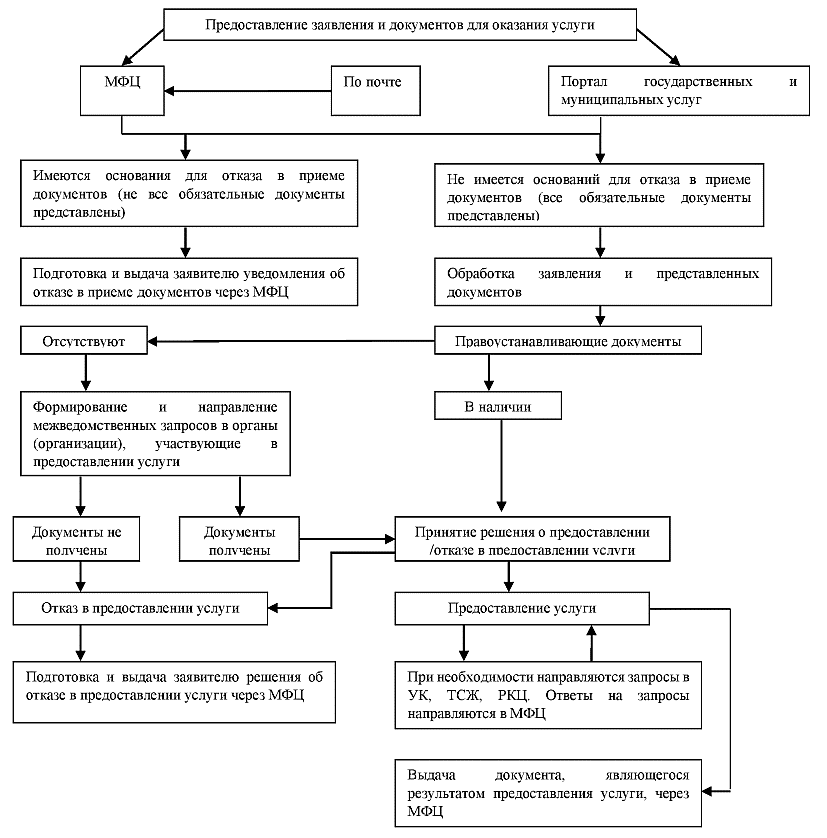 Предоставление заявления и документов для оказания услуги
МФЦ
По почте
Портал государственных и
муниципальных услуг
Имеются основания для отказа в приеме
документов (не все обязательные документы
представлены)
Не имеется оснований для отказа в приеме
документов (все обязательные документы
представлены)
Подготовка и выдача заявителю уведомления об
отказе в приеме документов через МФЦ
Обработка заявления и представленных
документов
Отсутствуют
Правоустанавливающие документы
Формирование и направление
межведомственных запросов в органы
(организации), участвующие в
предоставлении услуги
В наличии
Документы не
получены
Документы
получены
Принятие решения о предоставлении
/отказе в предоставлении услуги
Отказ в предоставлении услуги
Предоставление услуги
Подготовка и выдача заявителю решения об
отказе в предоставлении услуги через МФЦ
При необходимости направляются запросы в
УК, ТСЖ, РКЦ. Ответы на запросы
направляются в МФЦ
Выдача документа, являющегося
результатом предоставления услуги, через
МФЦ